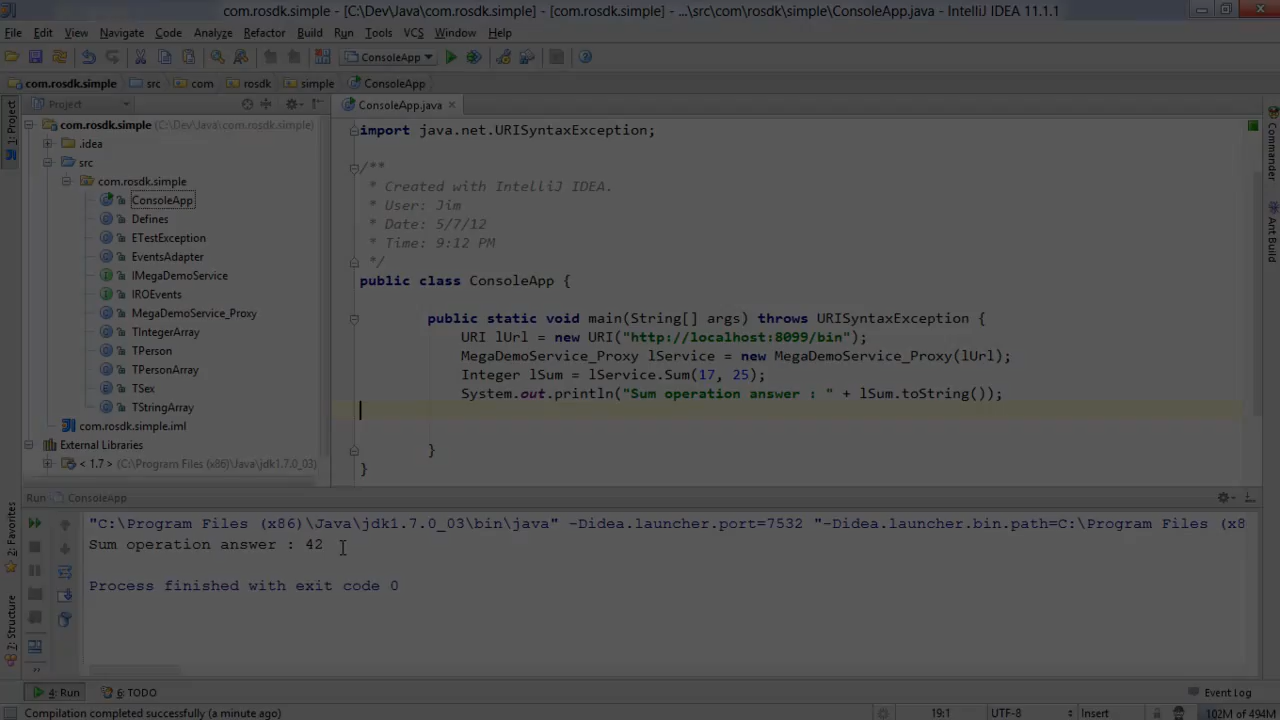 com.rosdk.simple - [C:\Dev\Java\com.rosdk.simple] - [com.rosdk.simple] - ...\src\com\rosdk\simple\ConsoleApp.java - IntelliJ IDEA 11.1.1
File Edit View Navigate Code Analyze Refactor Build Run Tools VCS Window Help
ConsoleApp
com.rosdk.simple src com rosdk simple ConsoleApp
1: Project
Project
com.rosdk.simple (C:\Dev\Java\com.rosdk.simple)
.idea
src
com.rosdk.simple
ConsoleApp
Defines
ETestException
EventsAdapter
IMegaDemoService
IROEvents
MegaDemoService_Proxy
TIntegerArray
TPerson
TPersonArray
TSex
TStringArray
com.rosdk.simple.iml
External Libraries
< 1.7 > (C:\Program Files (x86)\Java\jdk1.7.0_03)
ConsoleApp.java
import java.net.URISyntaxException;
/**
* Created with IntelliJ IDEA.
* User: Jim
* Date: 5/7/12
* Time: 9:12 PM
*/
public class ConsoleApp {
public static void main(String[] args) throws URISyntaxException {
URI lUrl = new URI("http://localhost:8099/bin");
MegaDemoService_Proxy lService = new MegaDemoService_Proxy(lUrl);
Integer lSum = lService.Sum(17, 25);
System.out.println("Sum operation answer : " + lSum.toString());
}
}
Commander
Ant Build
Run ConsoleApp
2: Favorites
7: Structure
"C:\Program Files (x86)\Java\jdk1.7.0_03\bin\java" -Didea.launcher.port=7532 "-Didea.launcher.bin.path=C:\Program Files (x8
Sum operation answer : 42
Process finished with exit code 0
»
4: Run 6: TODO Event Log
Compilation completed successfully (a minute ago) 19:1 UTF-8 Insert 102M of 494M